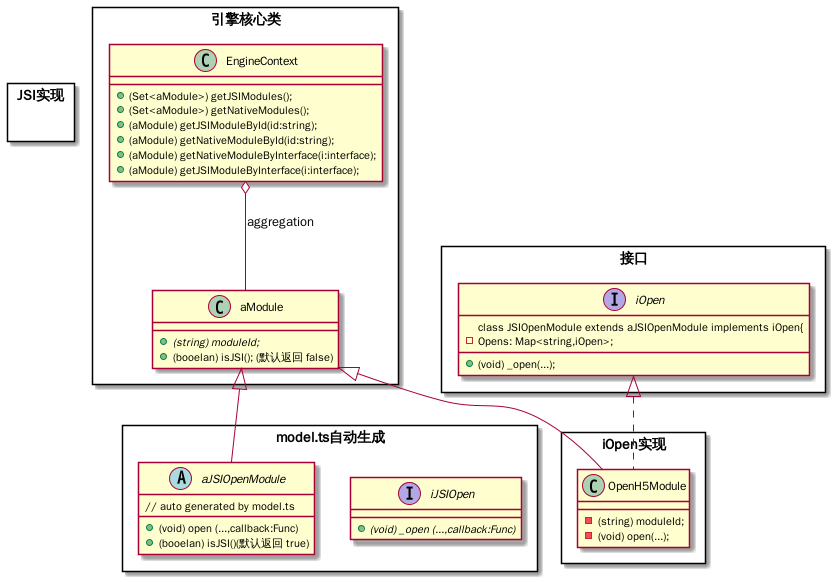 引擎核心类
C EngineContext
(Set<aModule>) getJSIModules();
(Set<aModule>) getNativeModules();
(aModule) getJSIModuleById(id:string);
(aModule) getNativeModuleById(id:string);
(aModule) getNativeModuleByInterface(i:interface);
(aModule) getJSIModuleByInterface(i:interface);
JSI实现
aggregation
C aModule
(string) moduleId;
(booelan) isJSI(); (默认返回 false)
接口
I iOpen
class JSIOpenModule extends aJSIOpenModule implements iOpen{
Opens: Map<string,iOpen>;
(void) _open(...);
model.ts自动生成
A aJSIOpenModule
// auto generated by model.ts
(void) open (...,callback:Func)
(booelan) isJSI()(默认返回 true)
I iJSIOpen
(void) _open (...,callback:Func)
iOpen实现
C OpenH5Module
(string) moduleId;
(void) open(...);